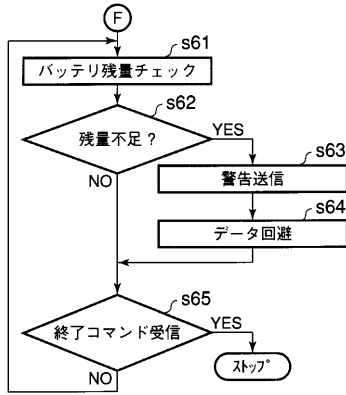 F
s61
バッテリ残量チェック
s62
残量不足?
YES
s63
NO
警告送信
s64
データ回避
s65
終了コマンド受信
YES
ストップ
NO